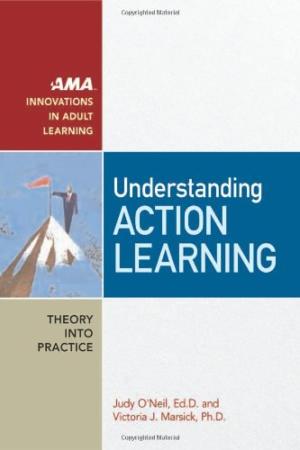 AMA
INNOVATIONS
IN ADULT
LEARNING
Understanding
ACTION
LEARNING
THEORY
INTO
PRACTICE
Judy O'Neil, Ed.D. and
Victoria J. Marsick, Ph.D.